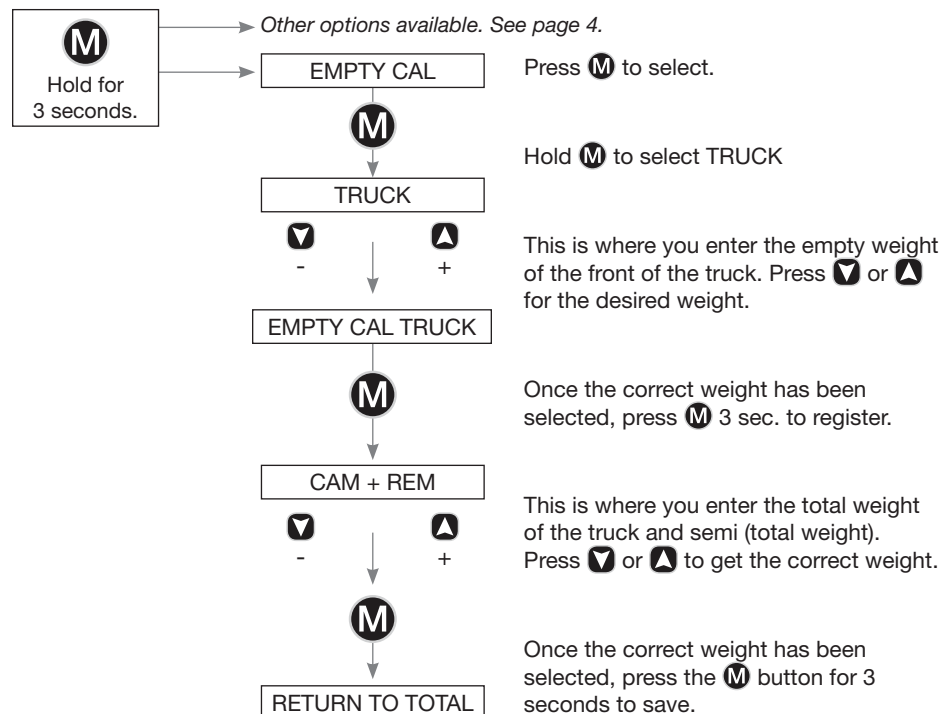 M
Hold for
3 seconds.
Other options available. See page 4.
EMPTY CAL
Press M to select.
M
Hold M to select TRUCK
TRUCK
-
+
This is where you enter the empty weight
of the front of the truck. Press or
for the desired weight.
EMPTY CAL TRUCK
M
Once the correct weight has been
selected, press M 3 sec. to register.
CAM + REM
-
+
This is where you enter the total weight
of the truck and semi (total weight).
Press or to get the correct weight.
M
Once the correct weight has been
selected, press the M button for 3
seconds to save.
RETURN TO TOTAL